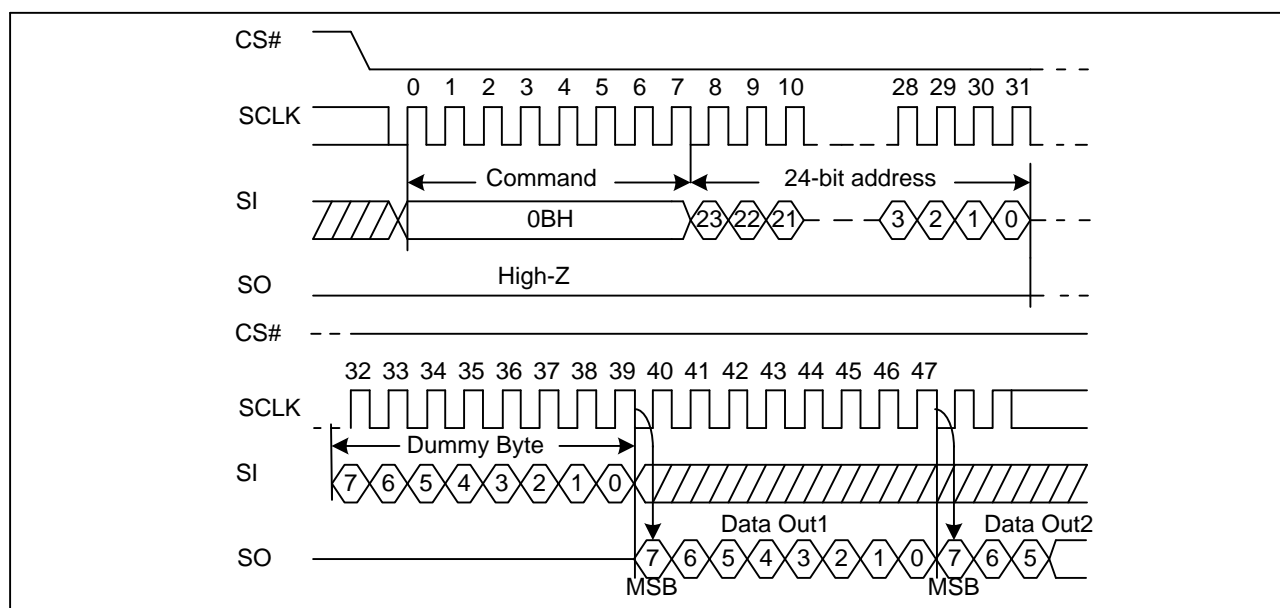 CS#
0 1 2 3 4 5 6 7 8 9 10 28 29 30 31
SCLK
Command 24-bit address
SI
0BH 23 22 21 3 2 1 0
High-Z
SO
CS#
32 33 34 35 36 37 38 39 40 41 42 43 44 45 46 47
SCLK
Dummy Byte
SI
7 6 5 4 3 2 1 0
Data Out1 Data Out2
SO
7 6 5 4 3 2 1 0 7 6 5
MSB MSB